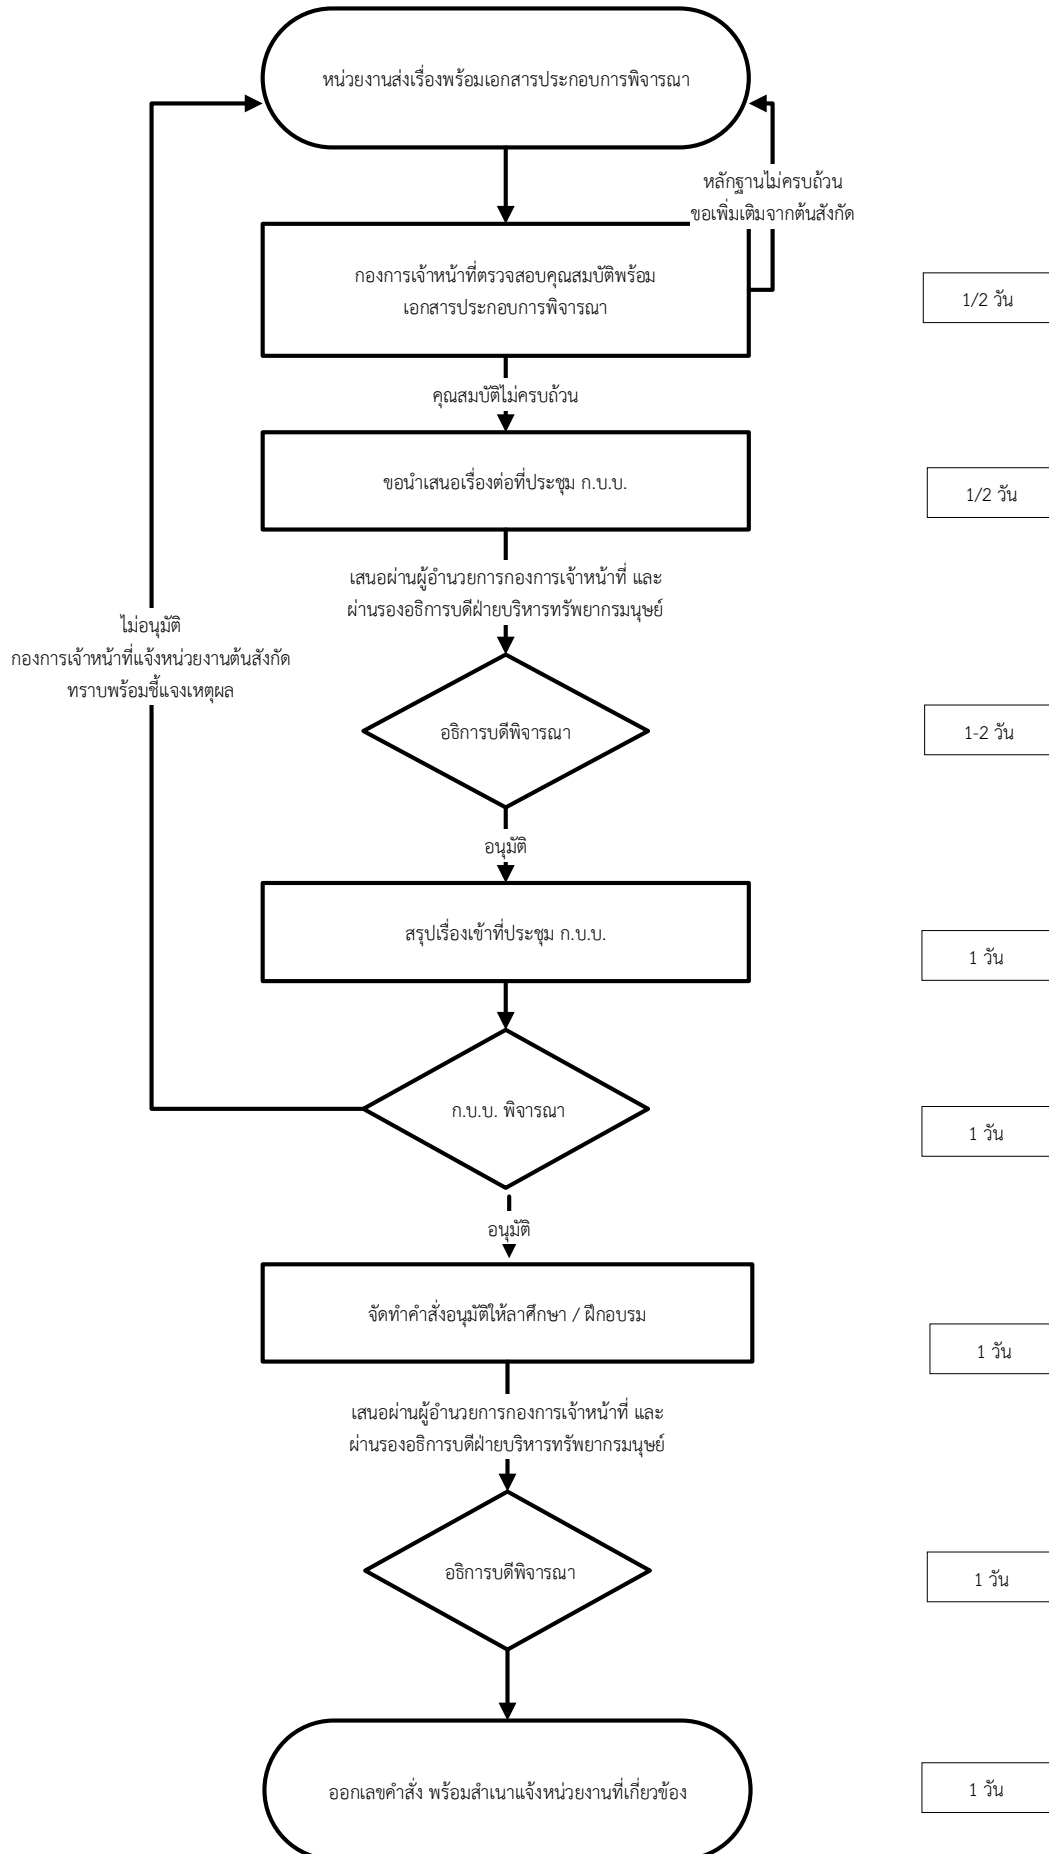 หน่วยงานส่งเรื่องพร้อมเอกสารประกอบการพิจารณา
หลักฐานไม่ครบถ้วน
ขอเพิ่มเติมจากต้นสังกัด
กองการเจ้าหน้าที่ตรวจสอบคุณสมบัติพร้อม
เอกสารประกอบการพิจารณา
1/2 วัน
คุณสมบัติไม่ครบถ้วน
ขอนำเสนอเรื่องต่อที่ประชุม ก.บ.บ.
1/2 วัน
เสนอผ่านผู้อำนวยการกองการเจ้าหน้าที่ และ
ผ่านรองอธิการบดีฝ่ายบริหารทรัพยากรมนุษย์
ไม่อนุมัติ
กองการเจ้าหน้าที่แจ้งหน่วยงานต้นสังกัด
ทราบพร้อมชี้แจงเหตุผล
อธิการบดีพิจารณา
1-2 วัน
อนุมัติ
สรุปเรื่องเข้าที่ประชุม ก.บ.บ.
1 วัน
ก.บ.บ. พิจารณา
1 วัน
อนุมัติ
จัดทำคำสั่งอนุมัติให้ลาศึกษา / ฝึกอบรม
1 วัน
เสนอผ่านผู้อำนวยการกองการเจ้าหน้าที่ และ
ผ่านรองอธิการบดีฝ่ายบริหารทรัพยากรมนุษย์
อธิการบดีพิจารณา
1 วัน
ออกเลขคำสั่ง พร้อมสำเนาแจ้งหน่วยงานที่เกี่ยวข้อง
1 วัน